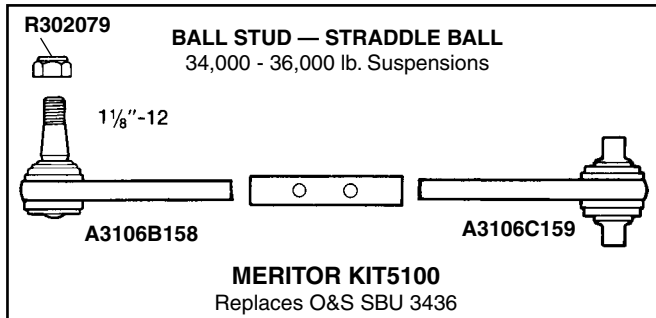 R302079
BALL STUD — STRADDLE BALL
34,000 - 36,000 lb. Suspensions
1⅛"-12
A3106B158
A3106C159
MERITOR KIT5100
Replaces O&S SBU 3436